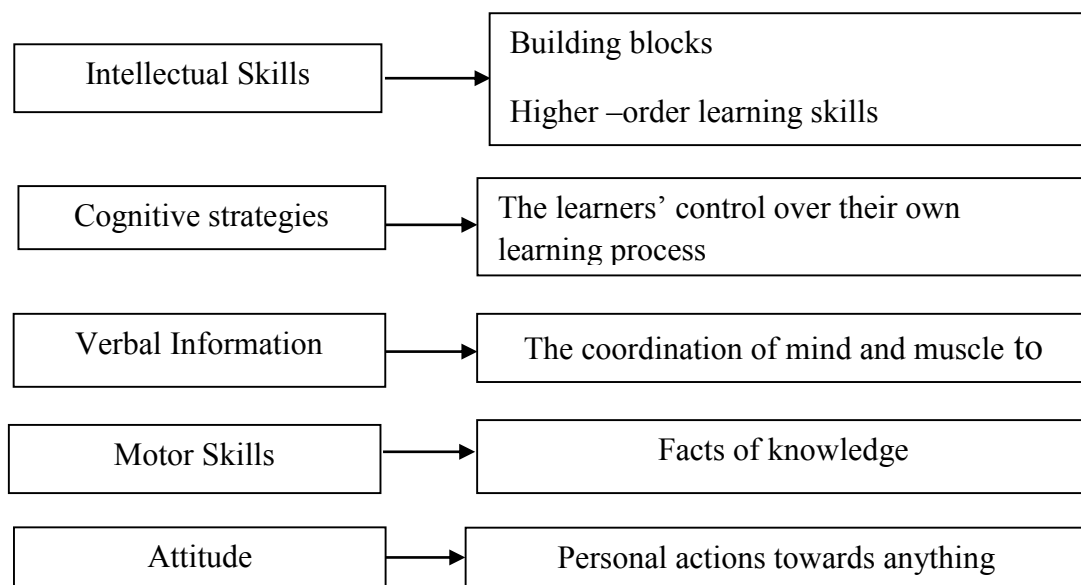 Intellectual Skills
Building blocks
Higher –order learning skills
Cognitive strategies
The learners’ control over their own
learning process
Verbal Information
The coordination of mind and muscle to
Motor Skills
Facts of knowledge
Attitude
Personal actions towards anything